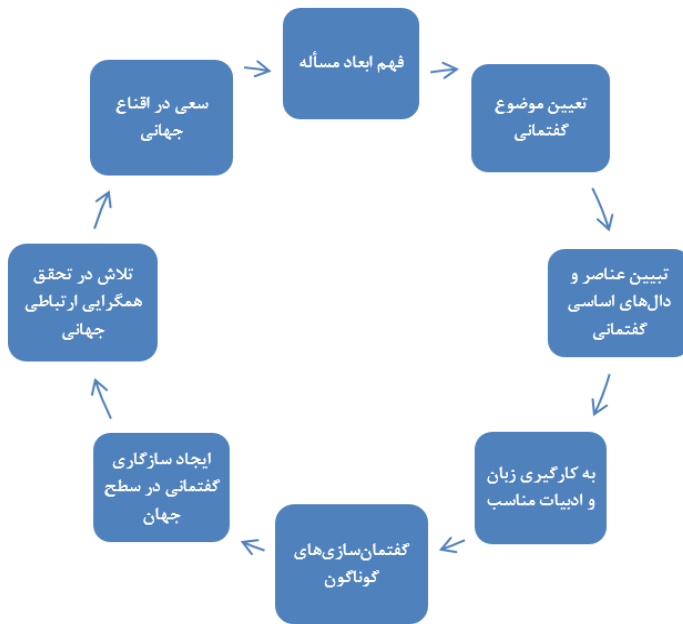 فهم ابعاد مسأله
تعیین موضوع
گفتمانی
تبیین عناصر و
دال‌های اساسی
گفتمانی
به کارگیری زبان
و ادبیات مناسب
گفتمان‌سازی‌های
گوناگون
ایجاد سازگاری
گفتمانی در سطح
جهان
تلاش در تحقق
همگرایی ارتباطی
جهانی
سعی در اقناع
جهانی